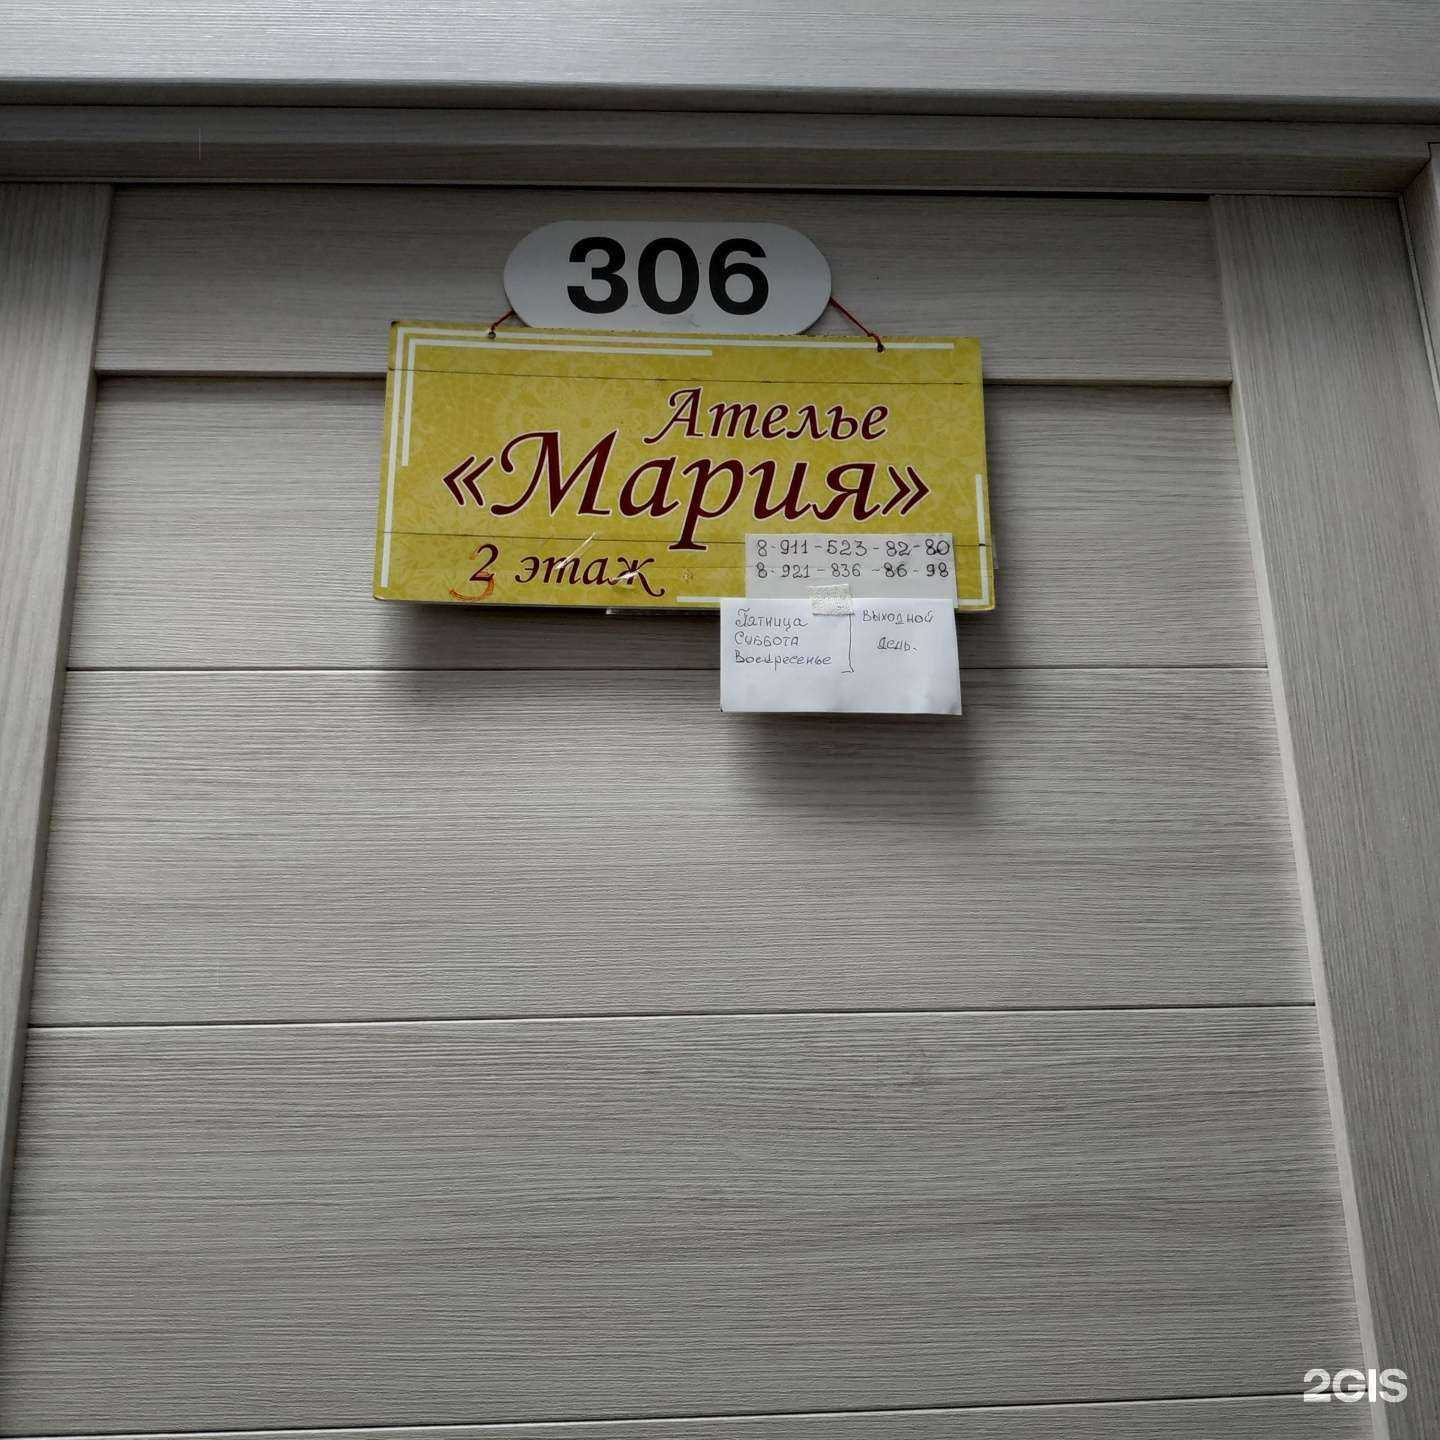 306
Ателье
«Мария»
2 этаж
3
8-911-523-82-80
8-921-836-86-98
Пятница
Суббота
Воскресенье
Выходной
день.
2GIS